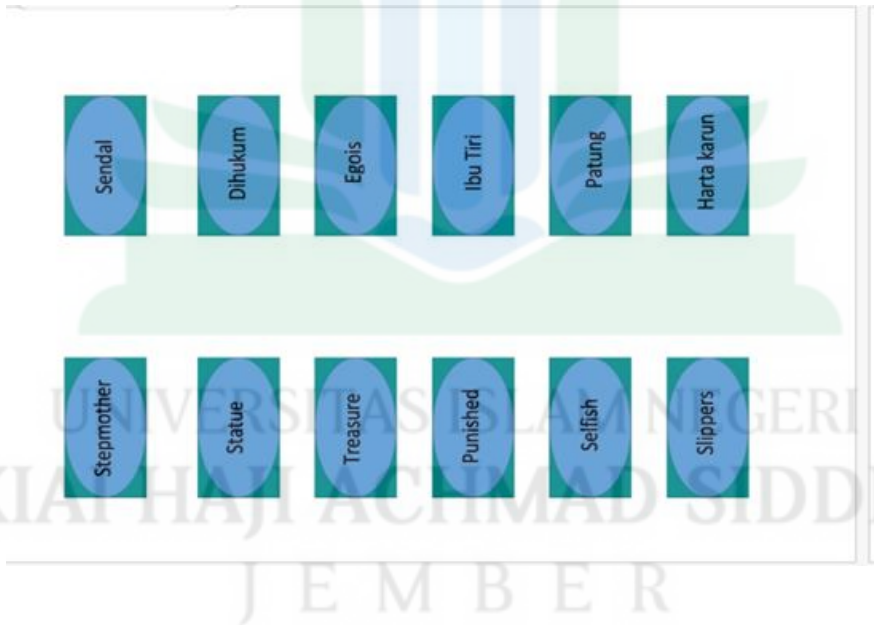 Sendal
Dihukum
Egois
Ibu Tiri
Patung
Harta karun
Stepmother
Statue
Treasure
Punished
Selfish
Slippers
UNIVERSITAS ISLAM NEGERI
KIAI HAJI ACHMAD SIDD
JEMBER